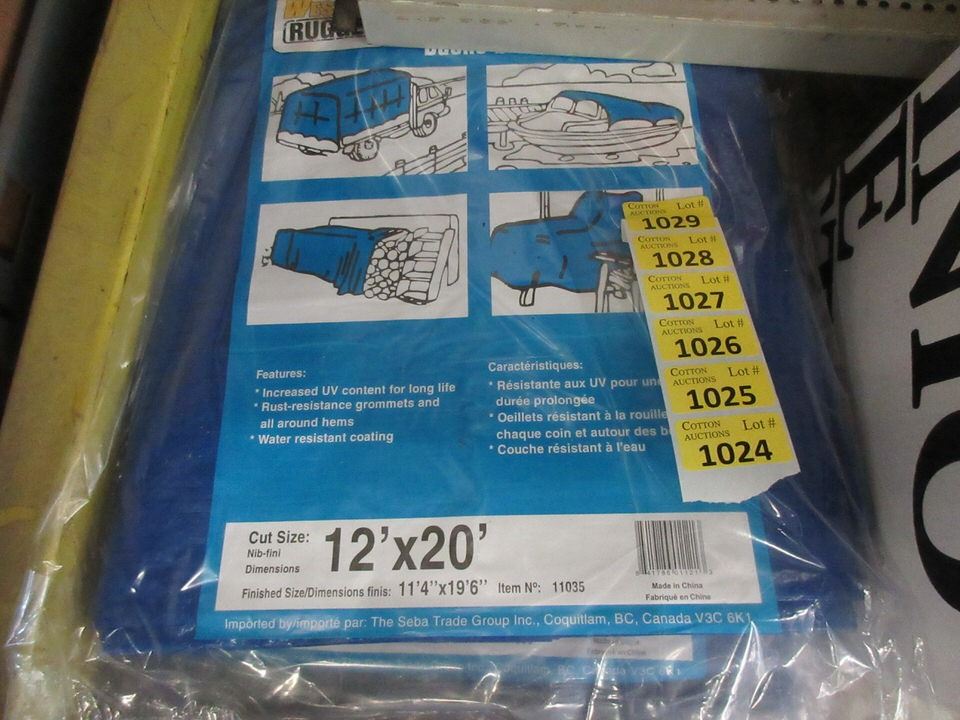 RUGGE
COTTON AUCTIONS Lot #
1029
COTTON AUCTIONS Lot #
1028
COTTON AUCTIONS Lot #
1027
COTTON AUCTIONS Lot #
1026
COTTON AUCTIONS Lot #
1025
COTTON AUCTIONS Lot #
1024
Features:
* Increased UV content for long life
* Rust-resistance grommets and
all around hems
* Water resistant coating
Caractéristiques:
* Résistante aux UV pour une
durée prolongée
* Oeillets résistant à la rouille
chaque coin et autour des b
* Couche résistant à l'eau
Cut Size:
Nib-fini
Dimensions
12'x20'
Finished Size/Dimensions finis: 11'4"x19'6" Item Nº: 11035
Made in China
Fabriqué en Chine
Imported by/importé par: The Seba Trade Group Inc., Coquitlam, BC, Canada V3C 6K1